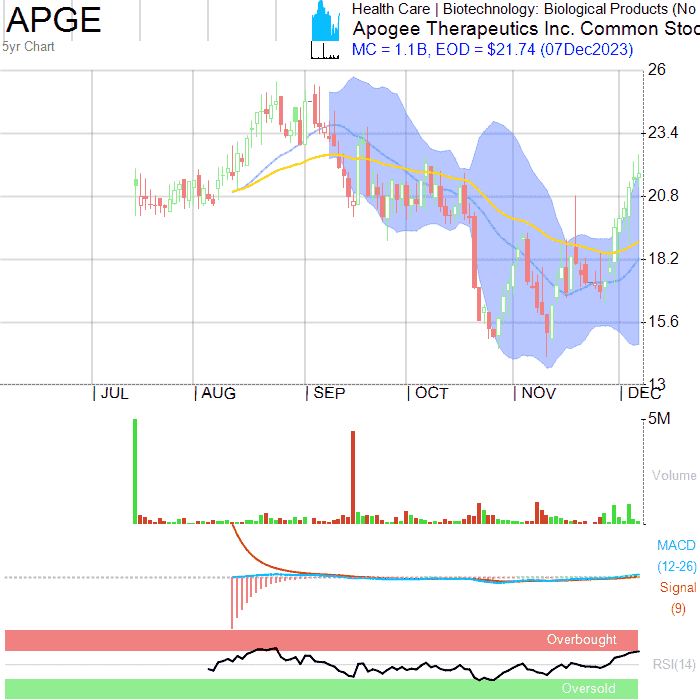 APGE
5yr Chart
Health Care | Biotechnology: Biological Products (No
Apogee Therapeutics Inc. Common Stoc
MC = 1.1B, EOD = $21.74 (07Dec2023)
26
23.4
20.8
18.2
15.6
13
JUL AUG SEP OCT NOV DEC
5M
Volume
MACD
(12-26)
Signal
(9)
Overbought
RSI(14)
Oversold